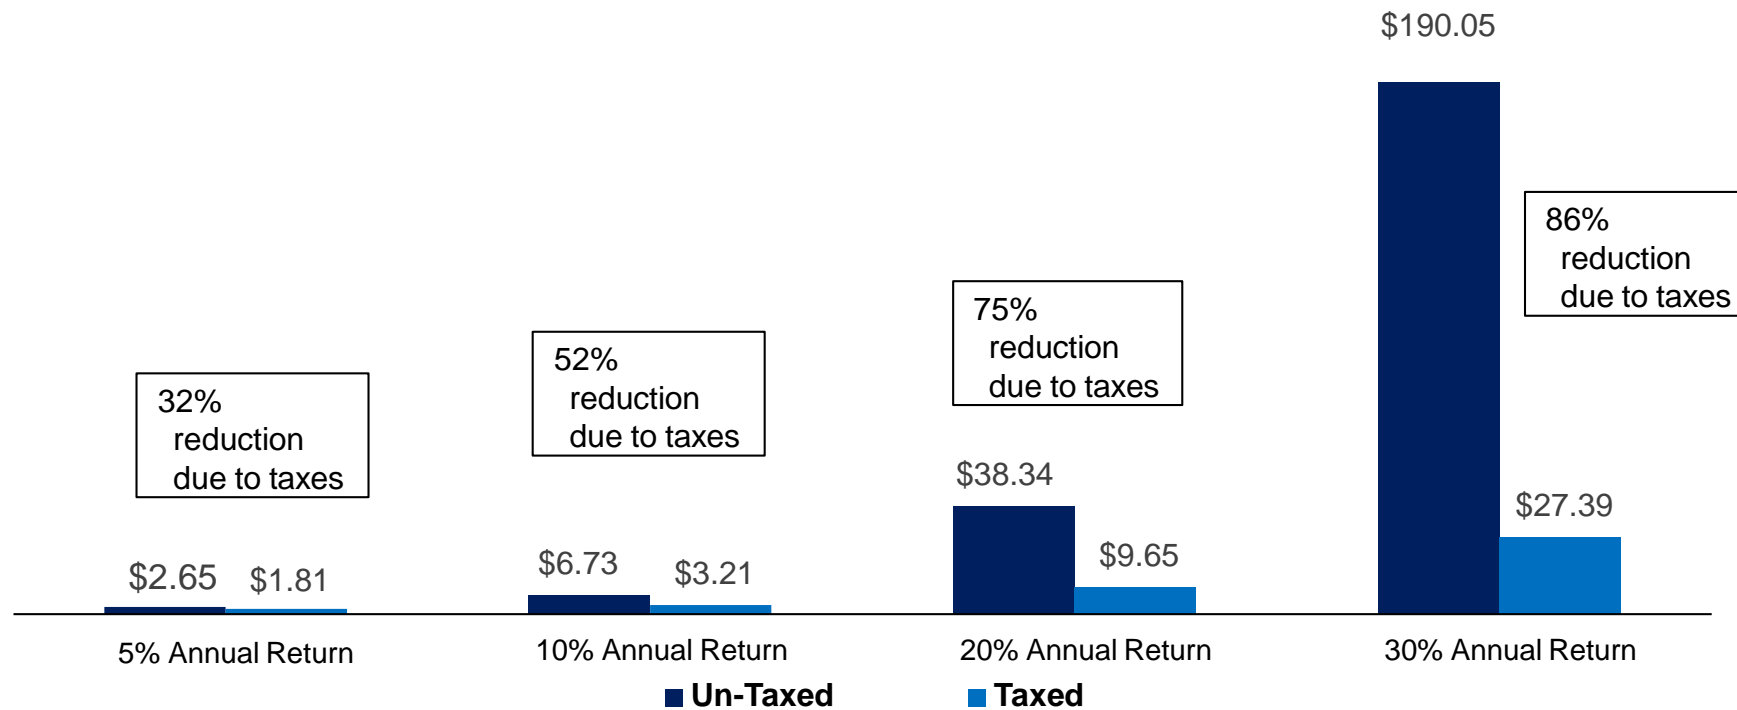 $190.05
86%
reduction
due to taxes
75%
reduction
due to taxes
52%
reduction
due to taxes
32%
reduction
due to taxes
$38.34
$27.39
$9.65
$6.73
$3.21
$2.65
$1.81
5% Annual Return
10% Annual Return
20% Annual Return
30% Annual Return
Un-Taxed
Taxed